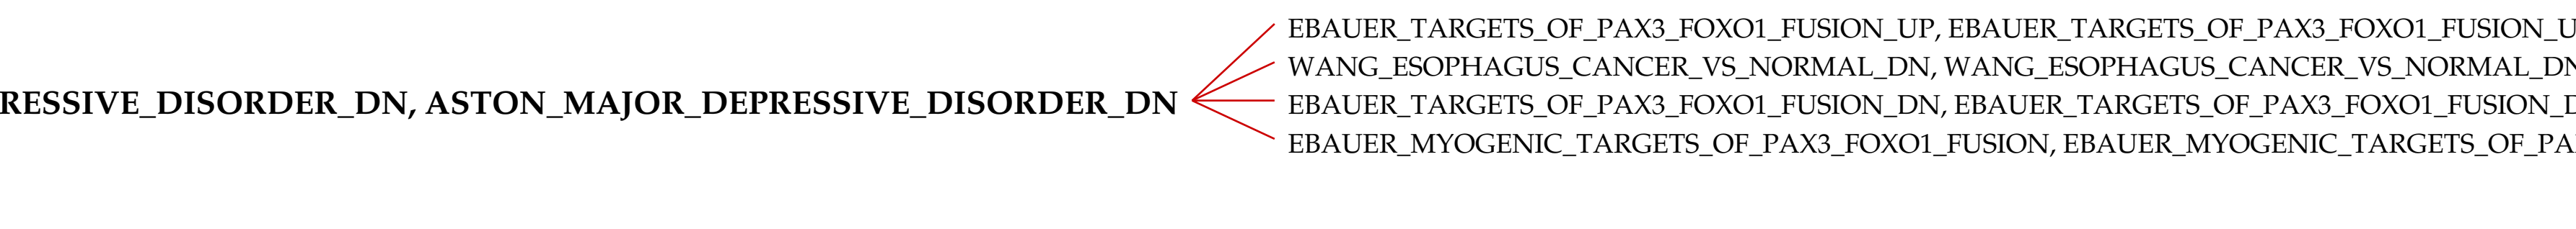 EBAUER_TARGETS_OF_PAX3_FOXO1_FUSION_UP, EBAUER_TARGETS_OF_PAX3_FOXO1_FUSION_U
WANG_ESOPHAGUS_CANCER_VS_NORMAL_DN, WANG_ESOPHAGUS_CANCER_VS_NORMAL_DN
RESSIVE_DISORDER_DN, ASTON_MAJOR_DEPRESSIVE_DISORDER_DN
EBAUER_TARGETS_OF_PAX3_FOXO1_FUSION_DN, EBAUER_TARGETS_OF_PAX3_FOXO1_FUSION_D
EBAUER_MYOGENIC_TARGETS_OF_PAX3_FOXO1_FUSION, EBAUER_MYOGENIC_TARGETS_OF_PA